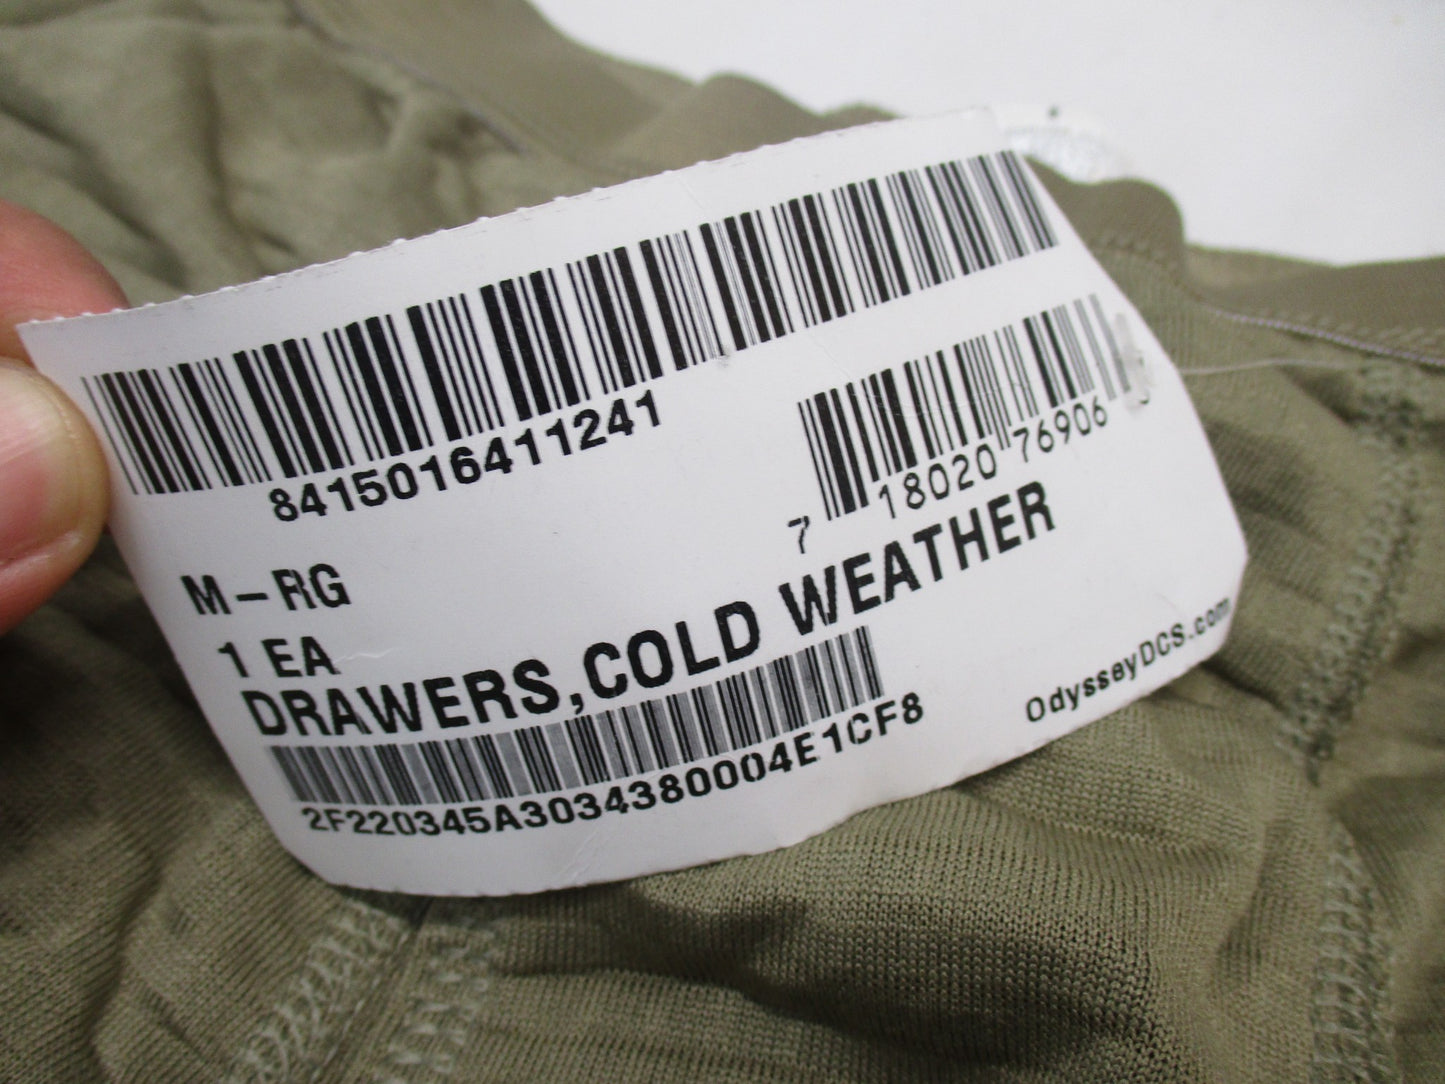 8415016411241
7 18020 76906
M-RG
1 EA
DRAWERS,COLD WEATHER
2F220345A3034380004E1CF8
OdysseyDCS.com